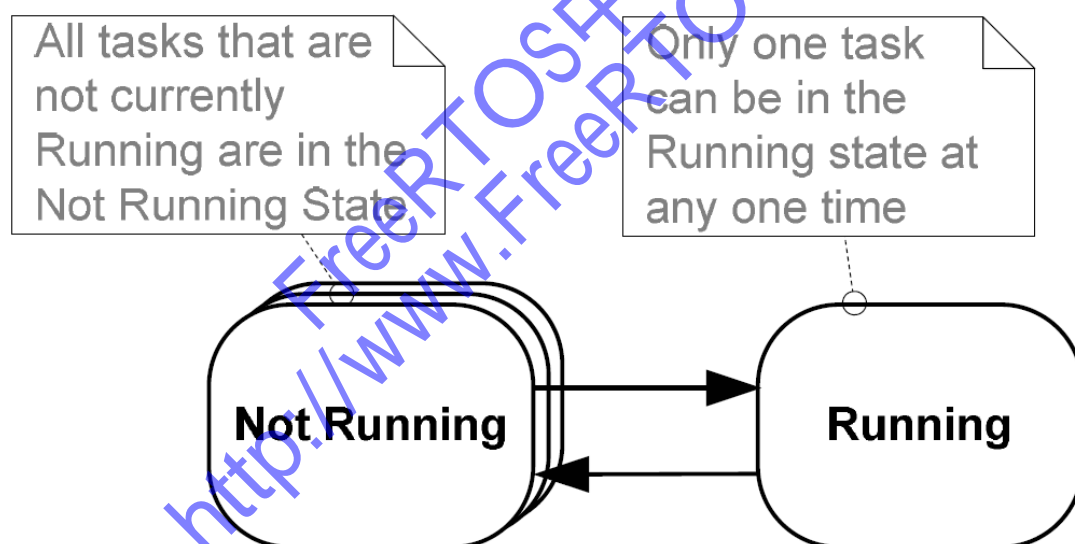 All tasks that are
not currently
Running are in the
Not Running State
Only one task
can be in the
Running state at
any one time
Not Running
Running
FreeRTOS
http://www.FreeRTO